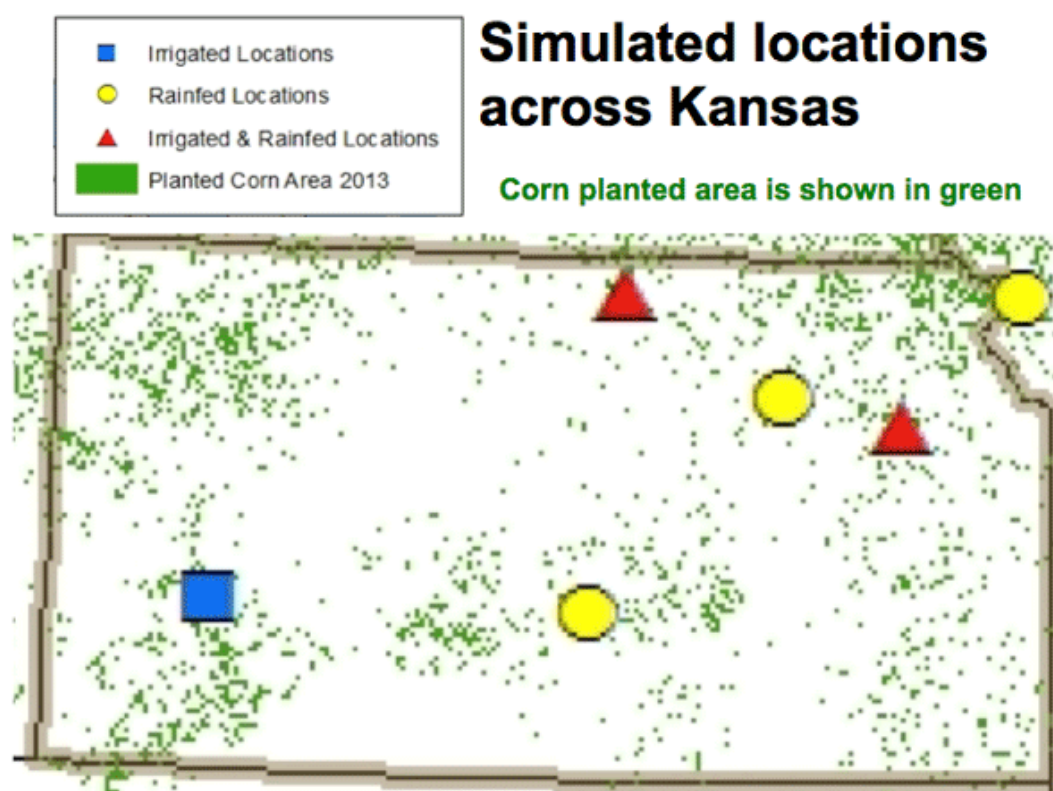 Irrigated Locations
Rainfed Locations
Irrigated & Rainfed Locations
Planted Corn Area 2013
Simulated locations
across Kansas
Corn planted area is shown in green